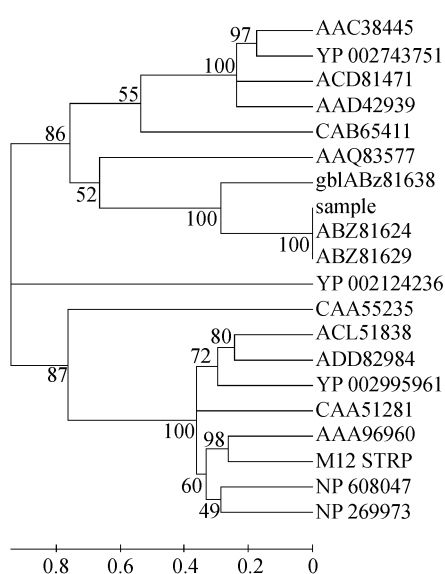 AAC38445
97
YP 002743751
100
ACD81471
55
AAD42939
86
CAB65411
AAQ83577
52
gblABz81638
100
sample
ABZ81624
100
ABZ81629
YP 002124236
CAA55235
87
ACL51838
80
72
ADD82984
YP 002995961
CAA51281
100
AAA96960
98
M12 STRP
60
NP 608047
49
NP 269973
0.8 0.6 0.4 0.2 0